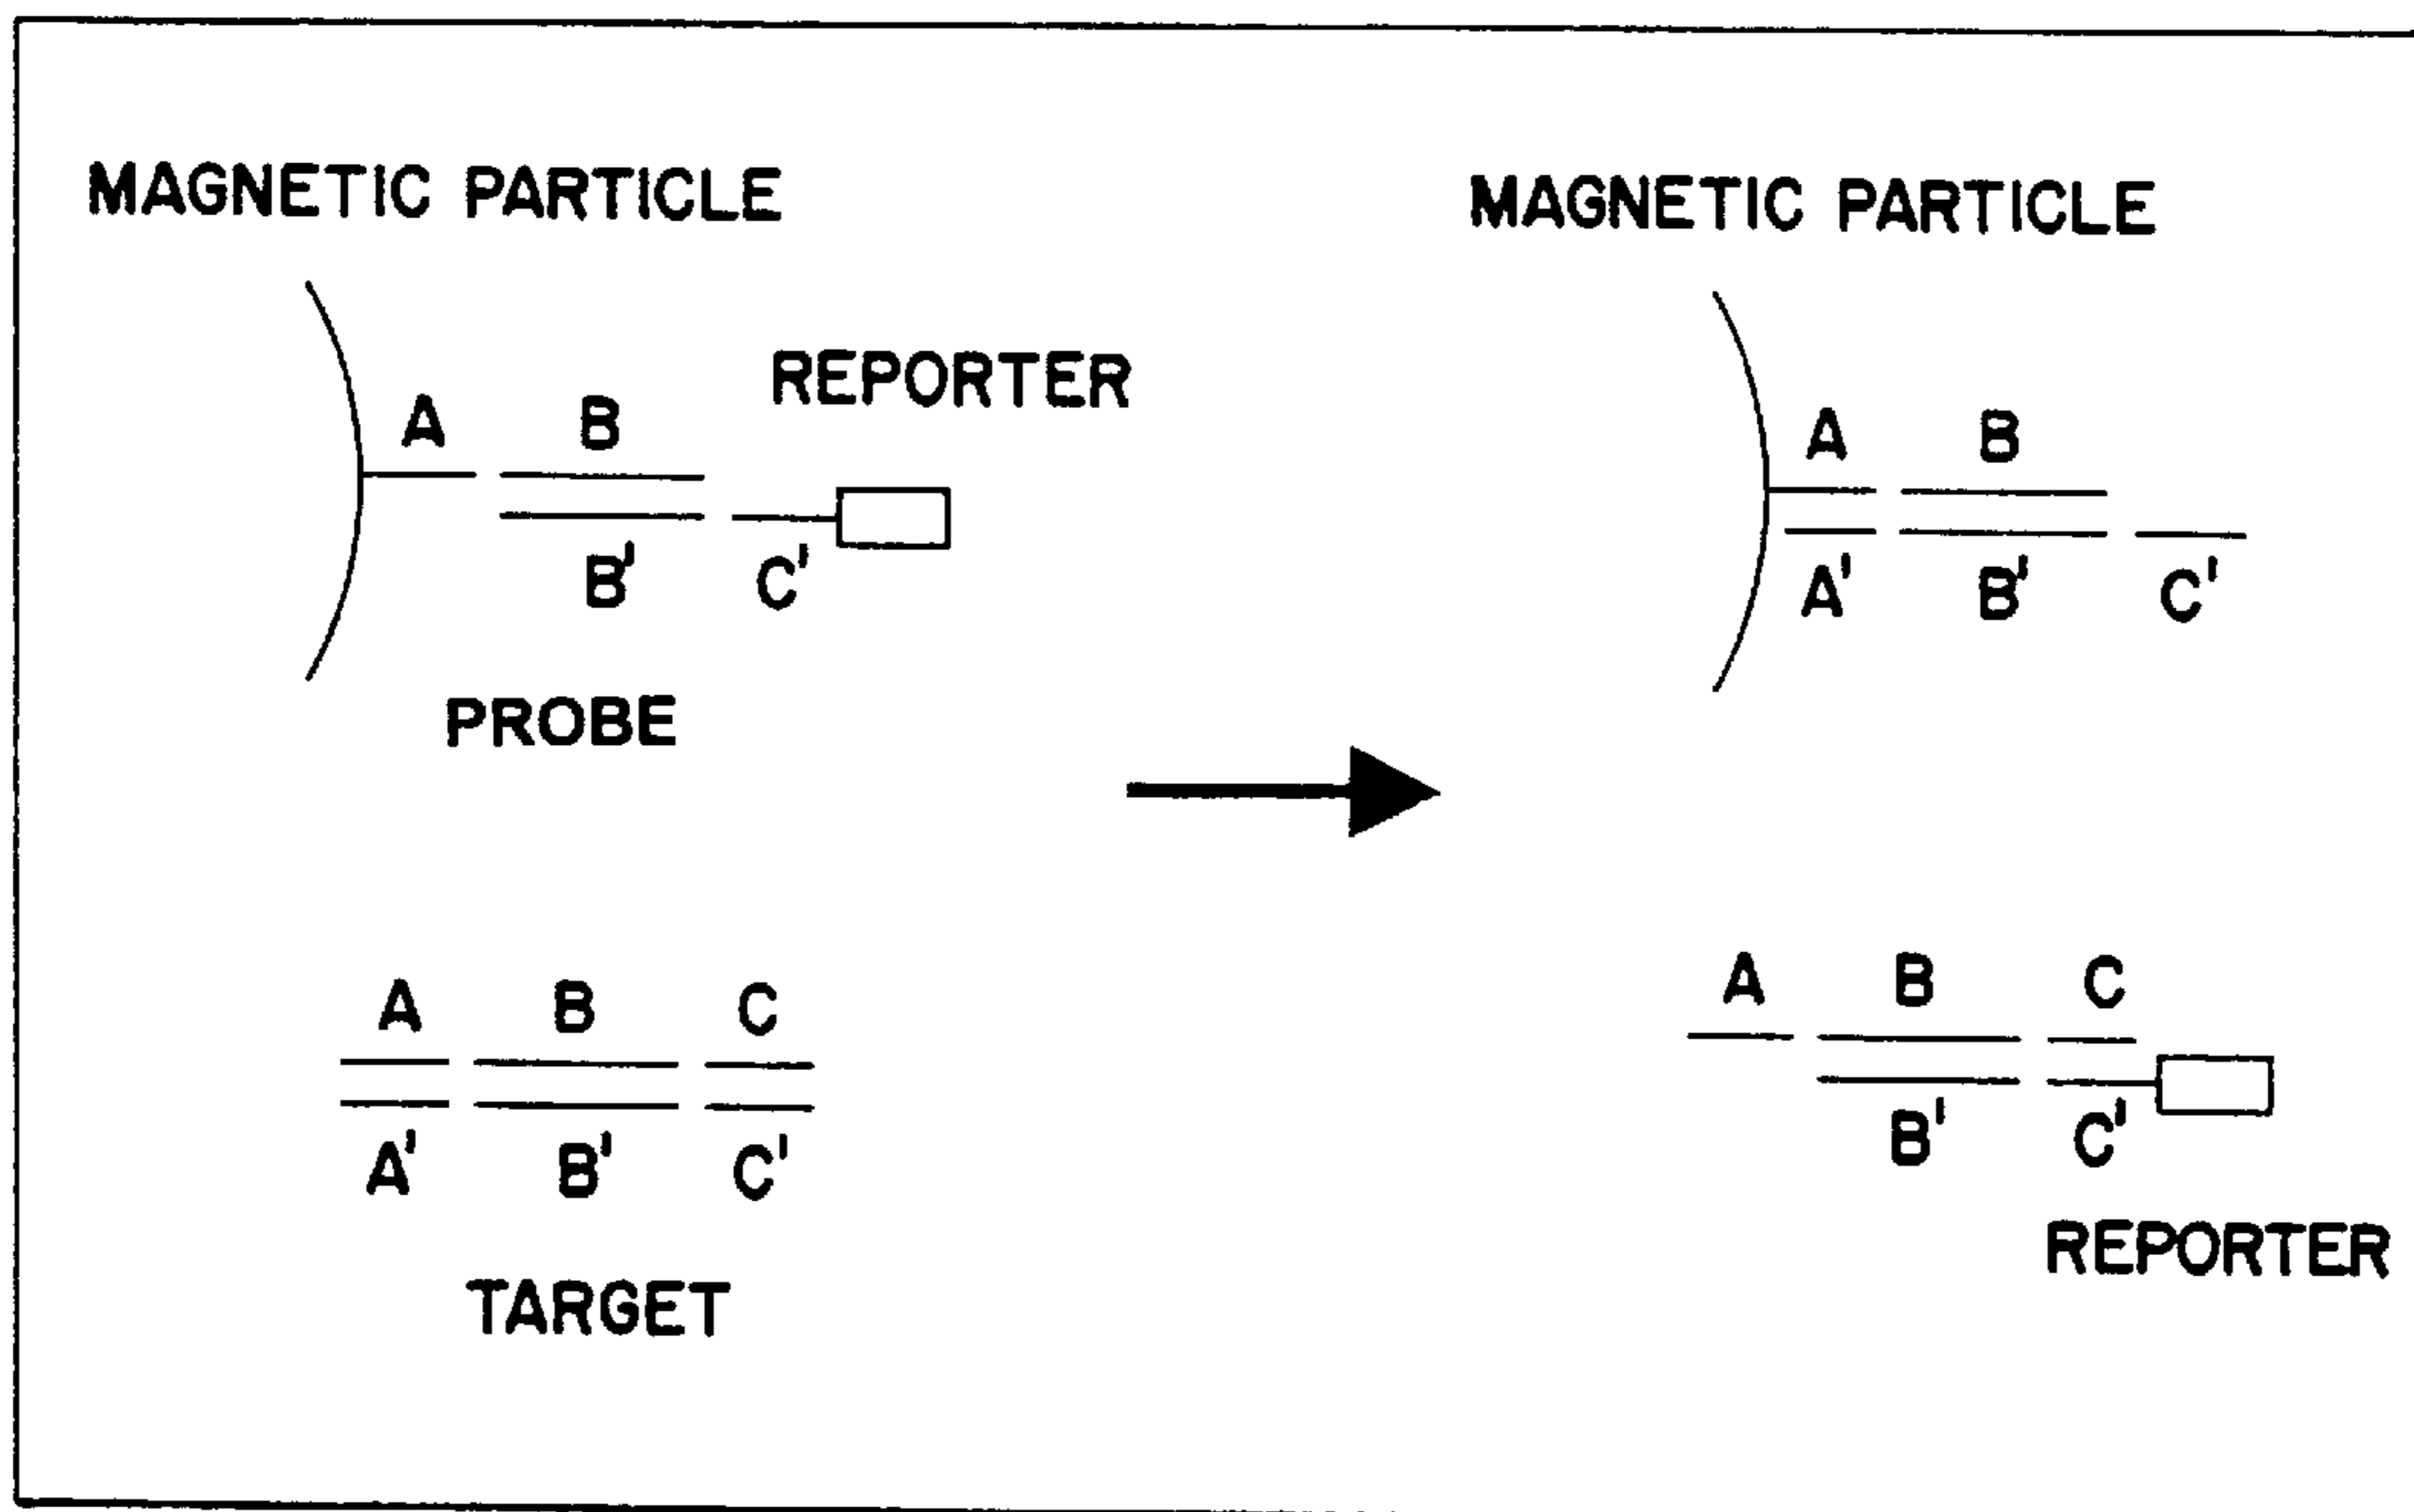 MAGNETIC PARTICLE
REPORTER
A B
B' C'
PROBE
A B C
A' B' C'
TARGET
MAGNETIC PARTICLE
A B
A' B' C'
A B C
B' C'
REPORTER